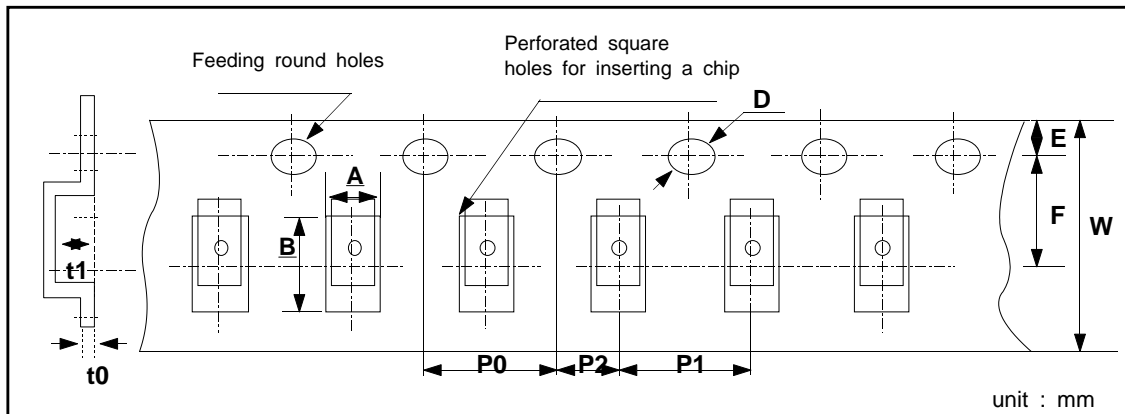 Feeding round holes
Perforated square
holes for inserting a chip
D
E
A
F
W
B
t1
P0
P2
P1
t0
unit : mm